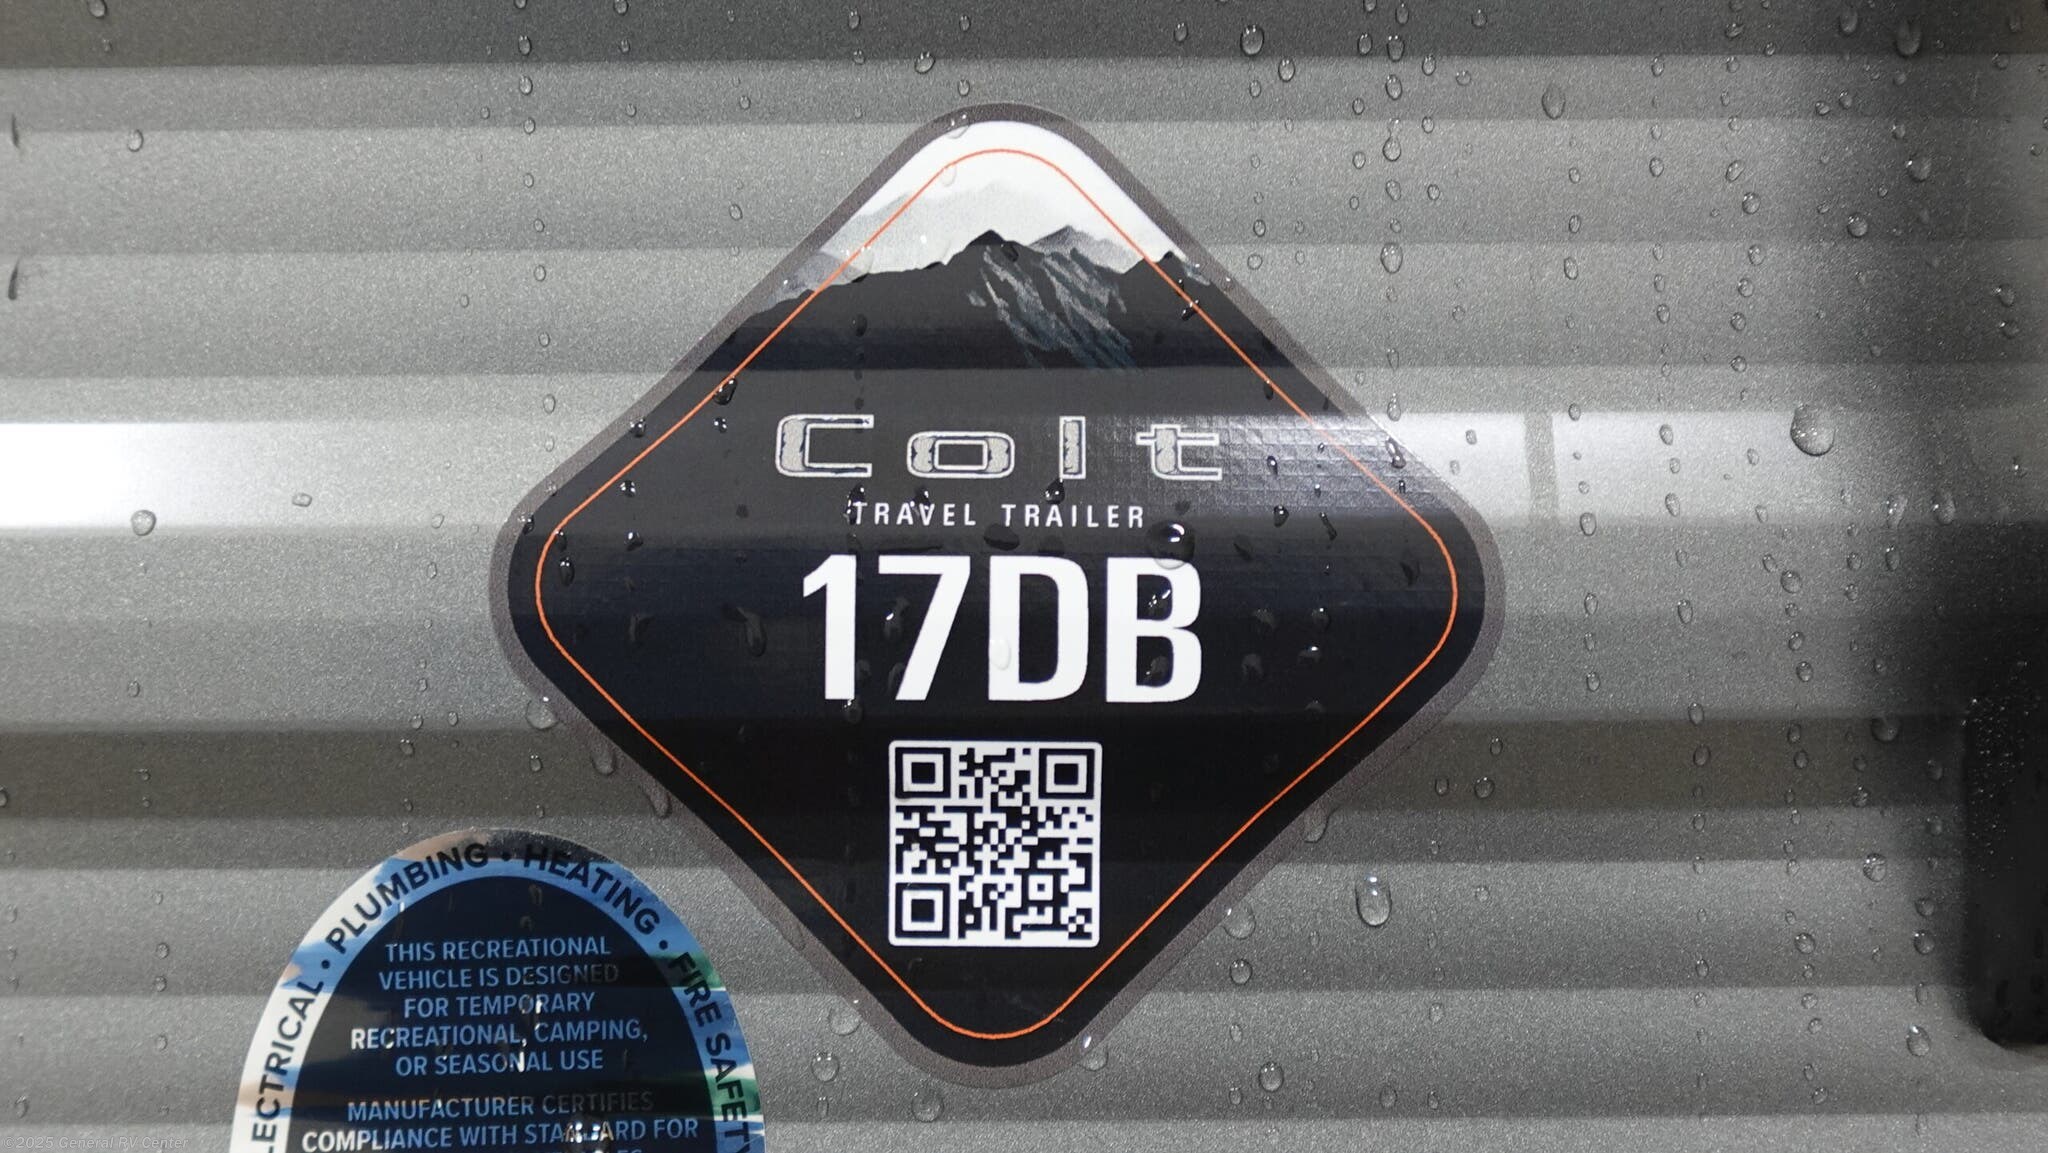 Colt
TRAVEL TRAILER
17DB
ELECTRICAL • PLUMBING • HEATING • FIRE SAFETY
THIS RECREATIONAL
VEHICLE IS DESIGNED
FOR TEMPORARY
RECREATIONAL, CAMPING,
OR SEASONAL USE
MANUFACTURER CERTIFIES
COMPLIANCE WITH STANDARD FOR
©2025 General RV Center